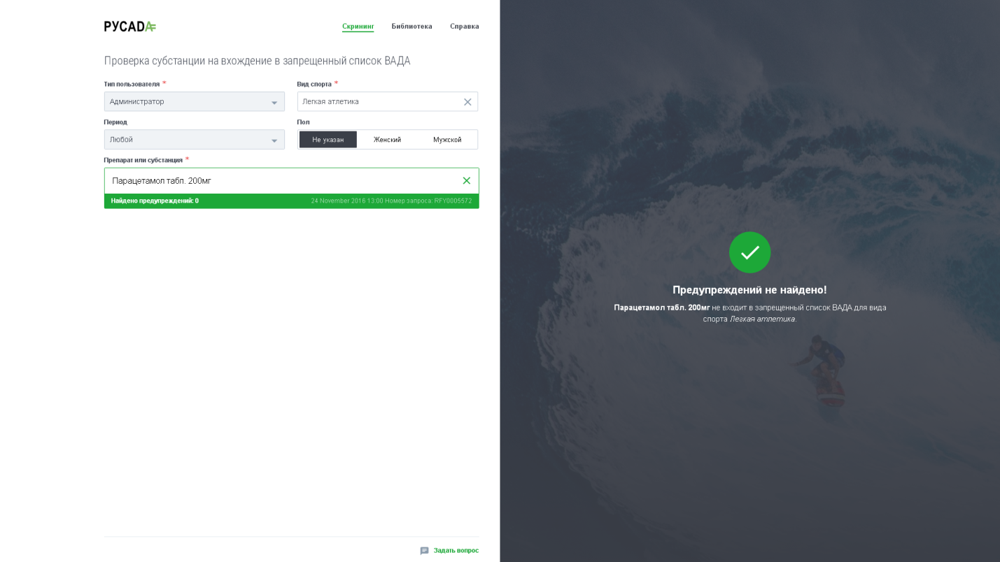 РУСАДА
Скрининг Библиотека Справка
Проверка субстанции на вхождение в запрещенный список ВАДА
Тип пользователя * Вид спорта *
Администратор Легкая атлетика
Период Пол
Любой Не указан Женский Мужской
Препарат или субстанция *
Парацетамол табл. 200мг
Найдено предупреждений: 0 24 November 2016 13:00 Номер запроса: RFY0005572
Предупреждений не найдено!
Парацетамол табл. 200мг не входит в запрещенный список ВАДА для вида
спорта Легкая атлетика.
Задать вопрос